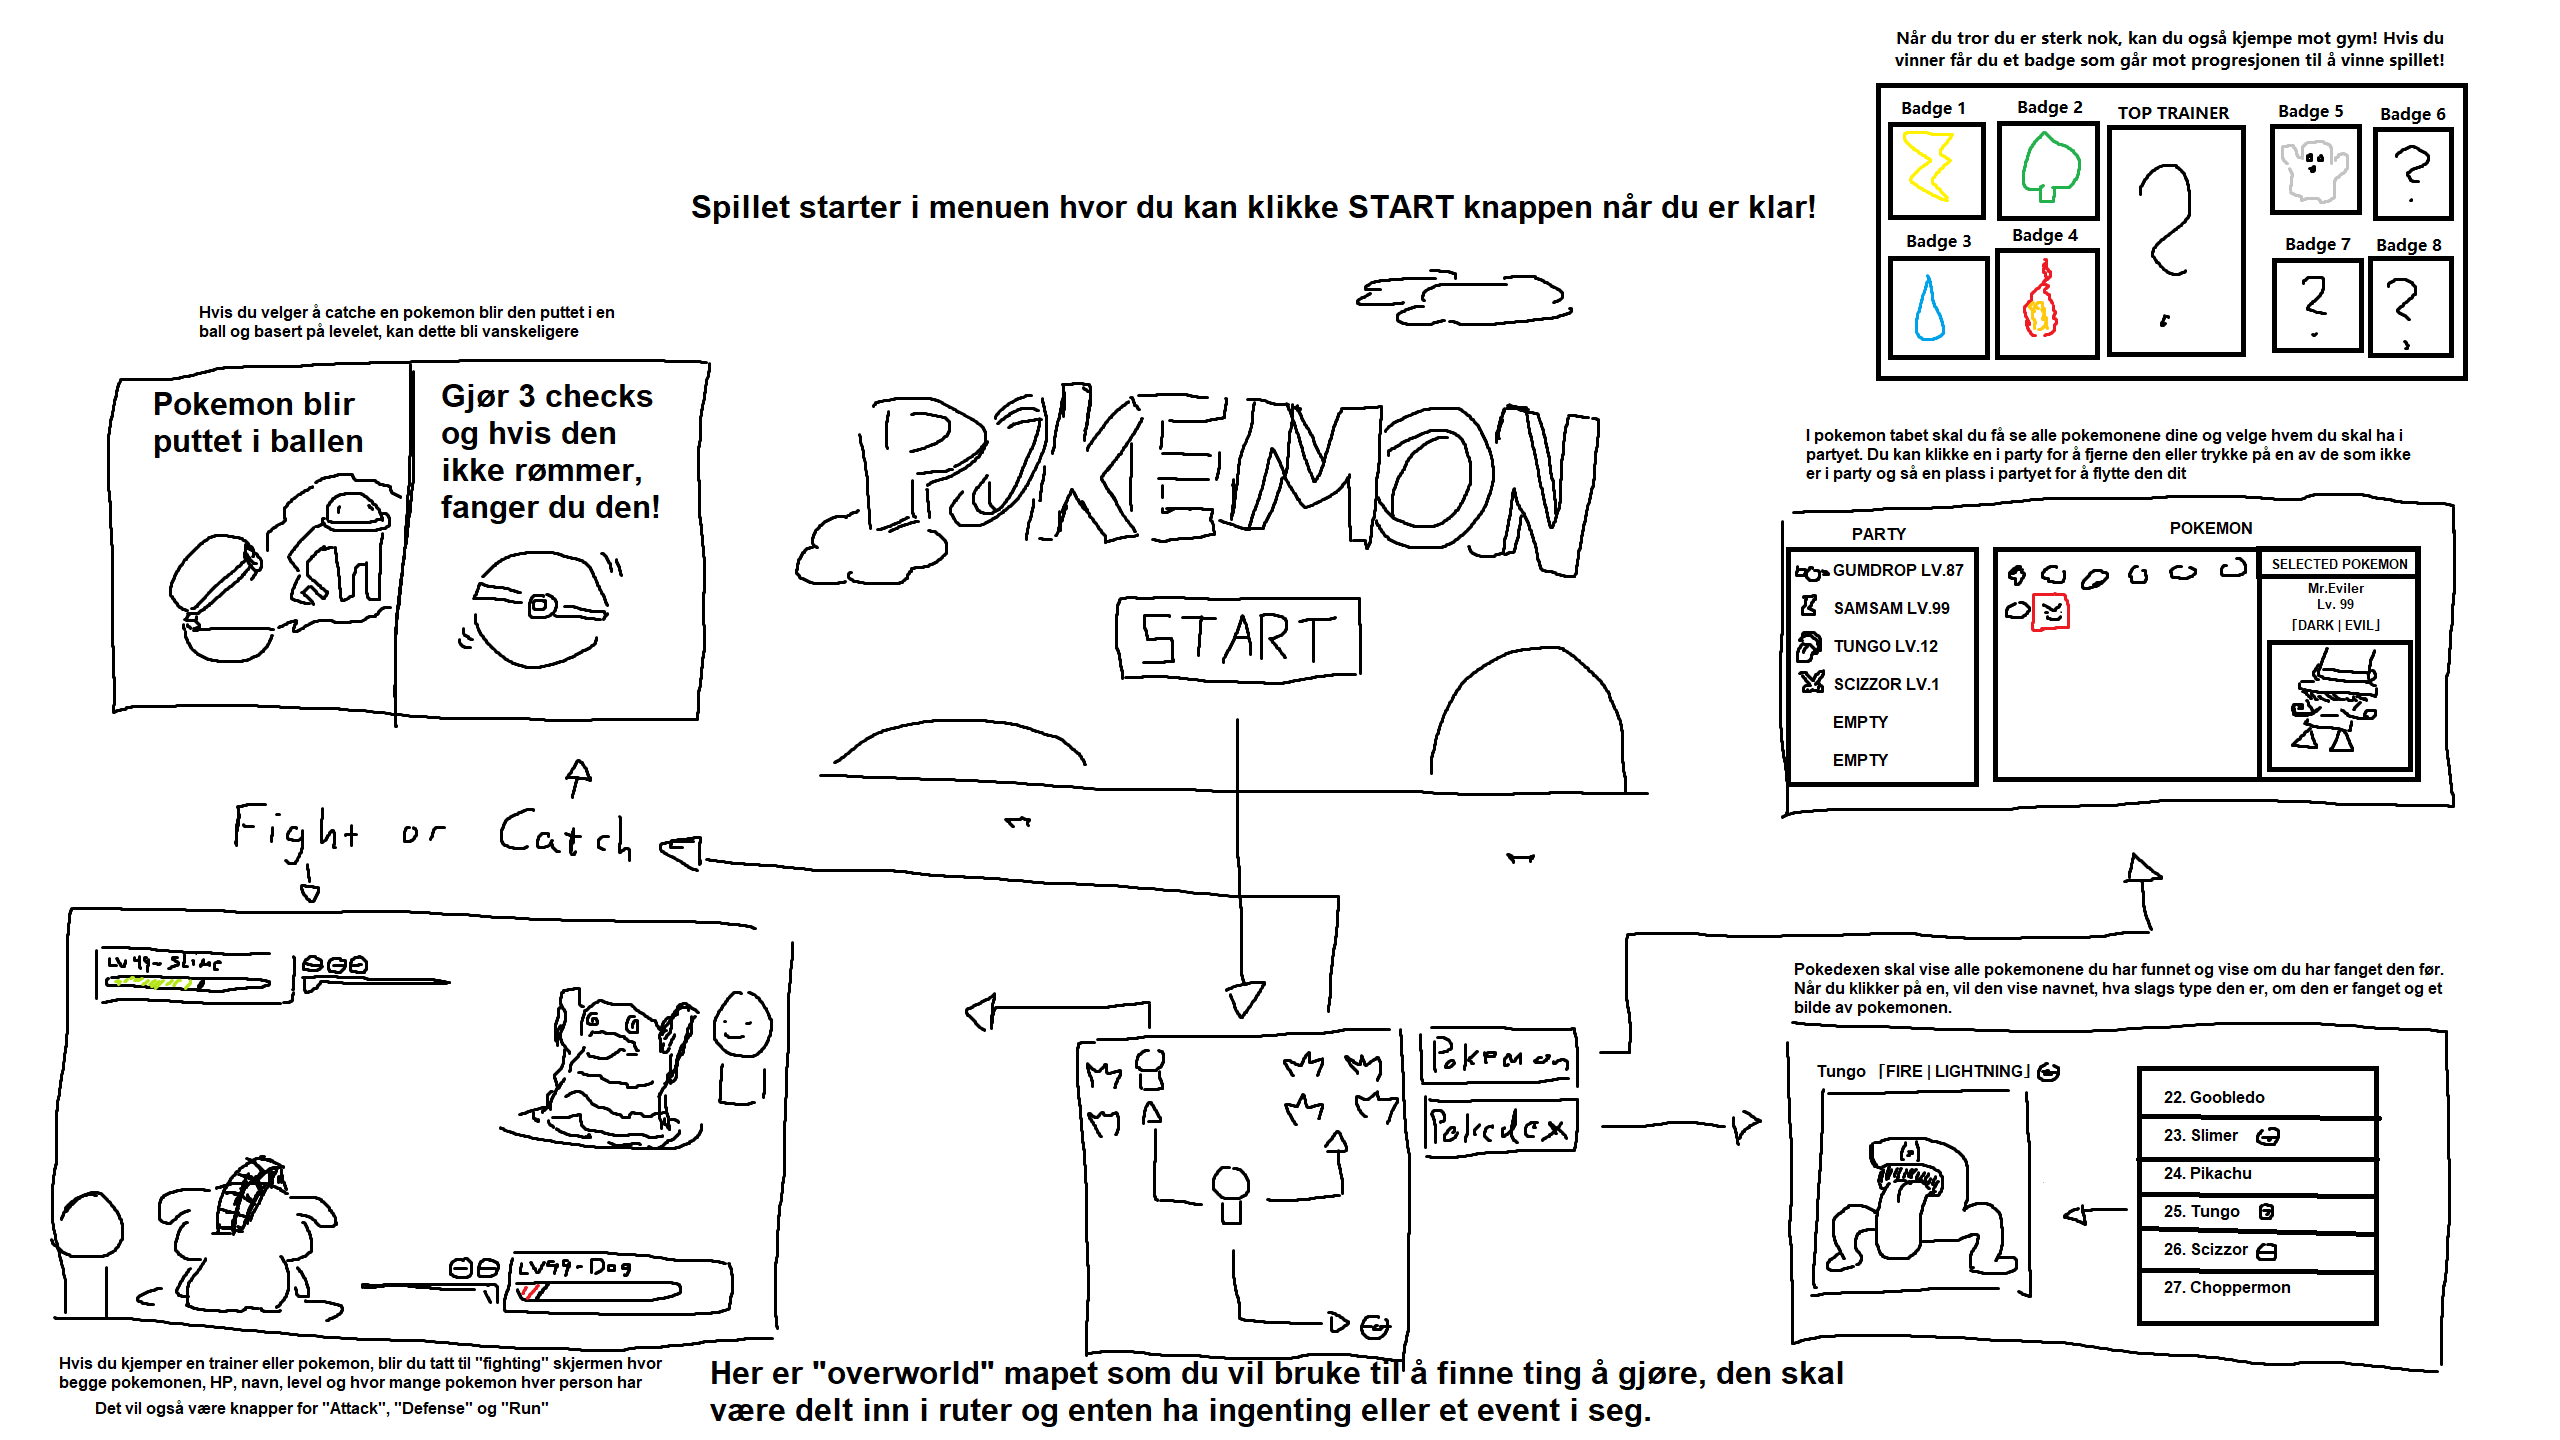 Når du tror du er sterk nok, kan du også kjempe mot gym! Hvis du
vinner får du et badge som går mot progresjonen til å vinne spillet!
Badge 1
Badge 2
TOP TRAINER
Badge 5
Badge 6
Badge 3
Badge 4
Badge 7
Badge 8
?
?
?
?
Spillet starter i menuen hvor du kan klikke START knappen når du er klar!
POKEMON
START
Hvis du velger å catche en pokemon blir den puttet i en
ball og basert på levelet, kan dette bli vanskeligere
Pokemon blir
puttet i ballen
Gjør 3 checks
og hvis den
ikke rømmer,
fanger du den!
I pokemon tabet skal du få se alle pokemonene dine og velge hvem du skal ha i
partyet. Du kan klikke en i party for å fjerne den eller trykke på en av de som ikke
er i party og så en plass i partyet for å flytte den dit
PARTY
GUMDROP LV.87
SAMSAM LV.99
TUNGO LV.12
SCIZZOR LV.1
EMPTY
EMPTY
POKEMON
SELECTED POKEMON
Mr.Eviler
Lv. 99
「DARK | EVIL」
Fight or Catch
LV 49-Slime
LV99-Dog
Hvis du kjemper en trainer eller pokemon, blir du tatt til "fighting" skjermen hvor
begge pokemonen, HP, navn, level og hvor mange pokemon hver person har
Det vil også være knapper for "Attack", "Defense" og "Run"
Pokemon
Pokedex
Her er "overworld" mapet som du vil bruke til å finne ting å gjøre, den skal
være delt inn i ruter og enten ha ingenting eller et event i seg.
Pokedexen skal vise alle pokemonene du har funnet og vise om du har fanget den før.
Når du klikker på en, vil den vise navnet, hva slags type den er, om den er fanget og et
bilde av pokemonen.
Tungo 「FIRE | LIGHTNING」
22. Goobledo
23. Slimer
24. Pikachu
25. Tungo
26. Scizzor
27. Choppermon